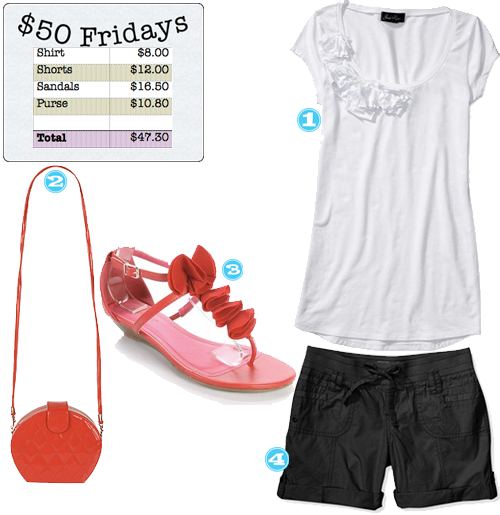 $50 Fridays
Shirt $8.00
Shorts $12.00
Sandals $16.50
Purse $10.80
Total $47.30
1
2
3
4